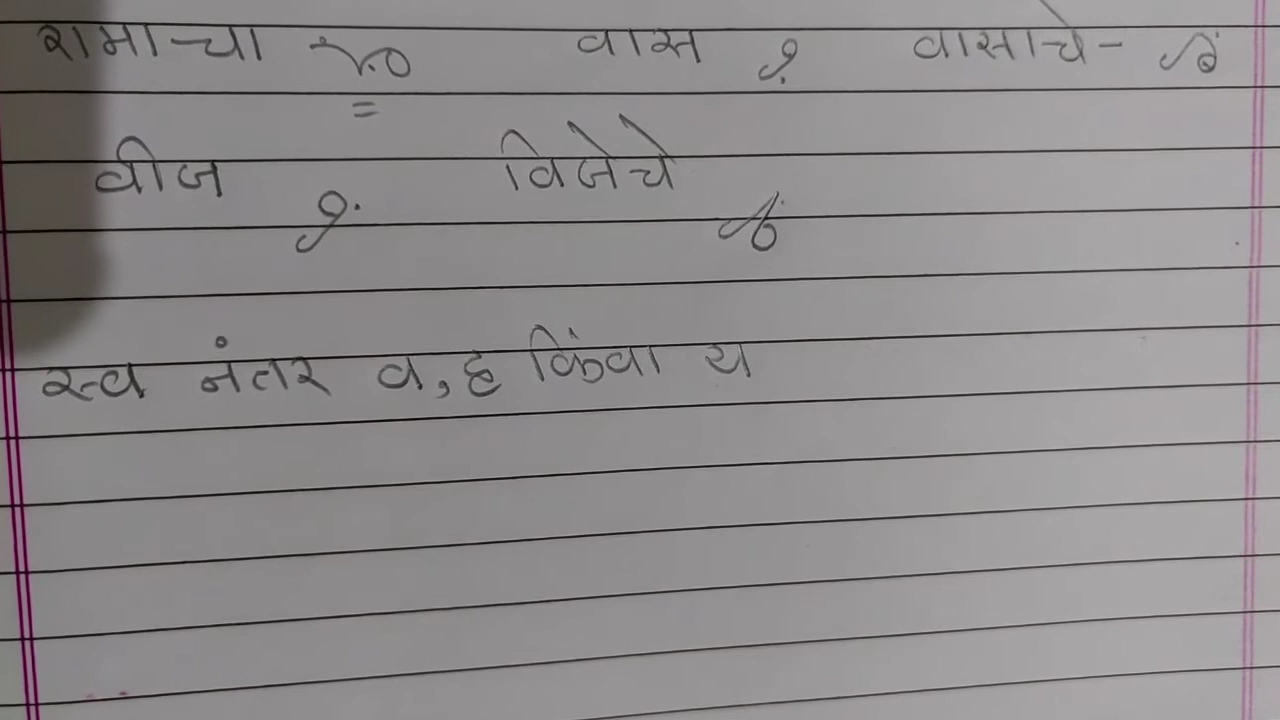 रामाच्या वास वासाचे-
वीज विजेचे
स्व नंतर व, ह किंवा य